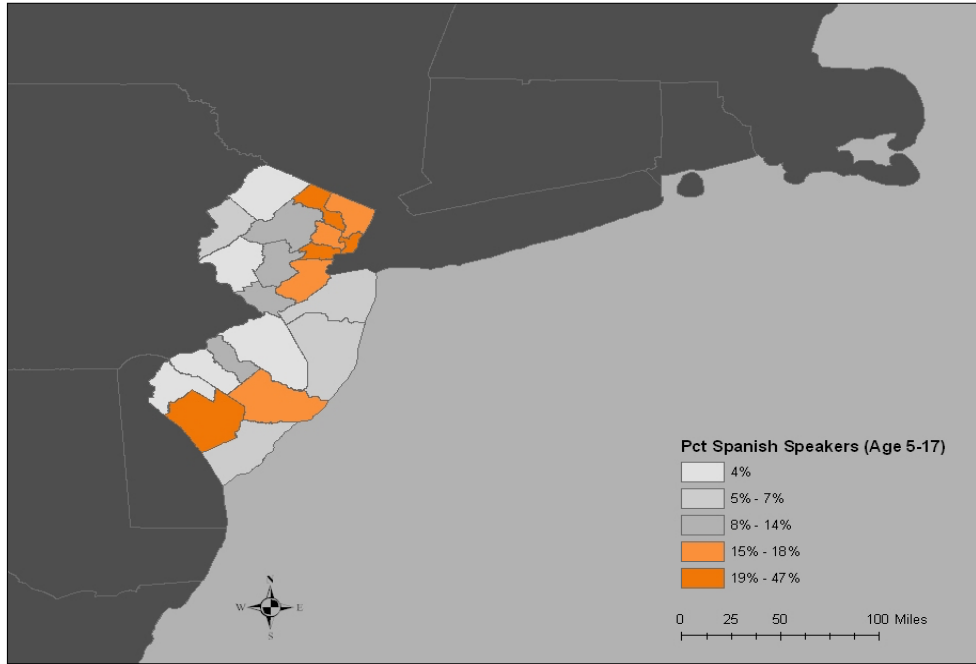 Pct Spanish Speakers (Age 5-17)
4%
5% - 7%
8% - 14%
15% - 18%
19% - 47%
N
W
E
S
0 25 50 100 Miles